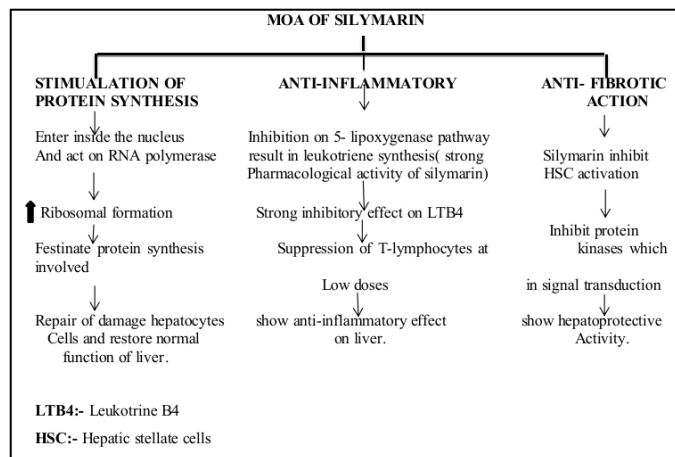 MOA OF SILYMARIN
STIMUALATION OF
PROTEIN SYNTHESIS
Enter inside the nucleus
And act on RNA polymerase
Ribosomal formation
Festinate protein synthesis
involved
Repair of damage hepatocytes
Cells and restore normal
function of liver.
ANTI-INFLAMMATORY
Inhibition on 5- lipoxygenase pathway
result in leukotriene synthesis( strong
Pharmacological activity of silymarin)
Strong inhibitory effect on LTB4
Suppression of T-lymphocytes at
Low doses
show anti-inflammatory effect
on liver.
ANTI- FIBROTIC
ACTION
Silymarin inhibit
HSC activation
Inhibit protein
kinases which
in signal transduction
show hepatoprotective
Activity.
LTB4:- Leukotrine B4
HSC:- Hepatic stellate cells